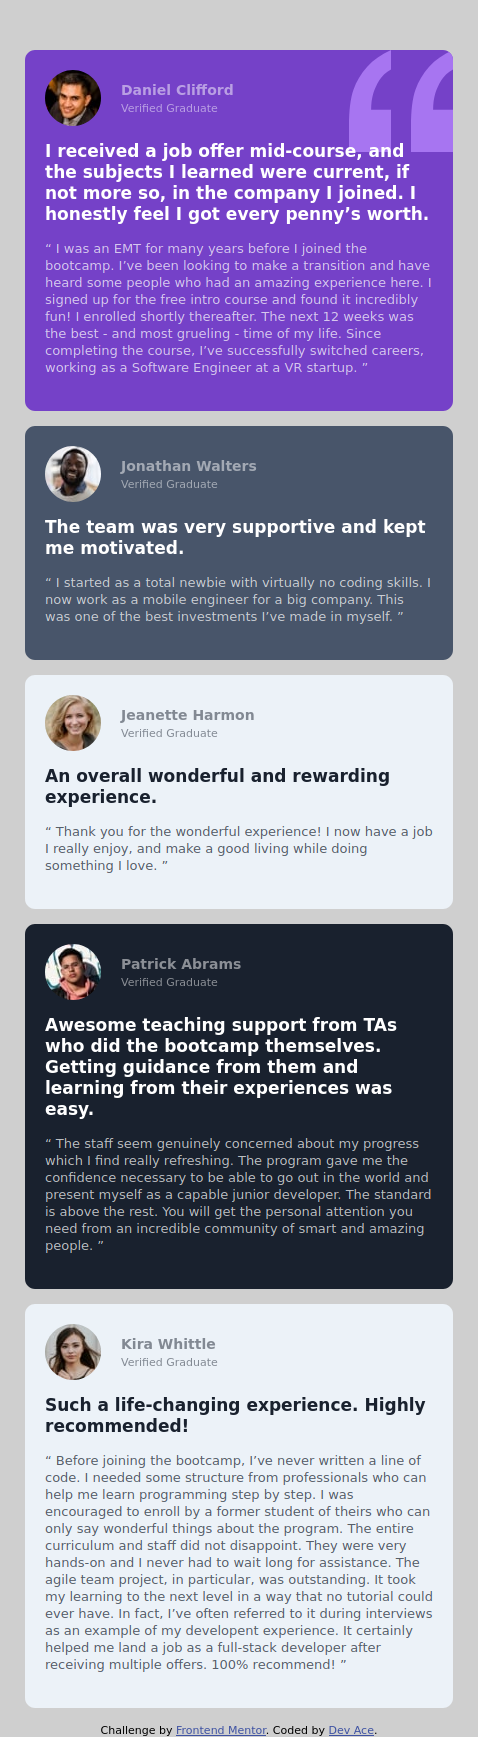 Daniel Clifford
Verified Graduate
I received a job offer mid-course, and
the subjects I learned were current, if
not more so, in the company I joined. I
honestly feel I got every penny’s worth.
“ I was an EMT for many years before I joined the
bootcamp. I’ve been looking to make a transition and have
heard some people who had an amazing experience here. I
signed up for the free intro course and found it incredibly
fun! I enrolled shortly thereafter. The next 12 weeks was
the best - and most grueling - time of my life. Since
completing the course, I’ve successfully switched careers,
working as a Software Engineer at a VR startup. ”
Jonathan Walters
Verified Graduate
The team was very supportive and kept
me motivated.
“ I started as a total newbie with virtually no coding skills. I
now work as a mobile engineer for a big company. This
was one of the best investments I’ve made in myself. ”
Jeanette Harmon
Verified Graduate
An overall wonderful and rewarding
experience.
“ Thank you for the wonderful experience! I now have a job
I really enjoy, and make a good living while doing
something I love. ”
Patrick Abrams
Verified Graduate
Awesome teaching support from TAs
who did the bootcamp themselves.
Getting guidance from them and
learning from their experiences was
easy.
“ The staff seem genuinely concerned about my progress
which I find really refreshing. The program gave me the
confidence necessary to be able to go out in the world and
present myself as a capable junior developer. The standard
is above the rest. You will get the personal attention you
need from an incredible community of smart and amazing
people. ”
Kira Whittle
Verified Graduate
Such a life-changing experience. Highly
recommended!
“ Before joining the bootcamp, I’ve never written a line of
code. I needed some structure from professionals who can
help me learn programming step by step. I was
encouraged to enroll by a former student of theirs who can
only say wonderful things about the program. The entire
curriculum and staff did not disappoint. They were very
hands-on and I never had to wait long for assistance. The
agile team project, in particular, was outstanding. It took
my learning to the next level in a way that no tutorial could
ever have. In fact, I’ve often referred to it during interviews
as an example of my developent experience. It certainly
helped me land a job as a full-stack developer after
receiving multiple offers. 100% recommend! ”
Challenge by Frontend Mentor. Coded by Dev Ace.